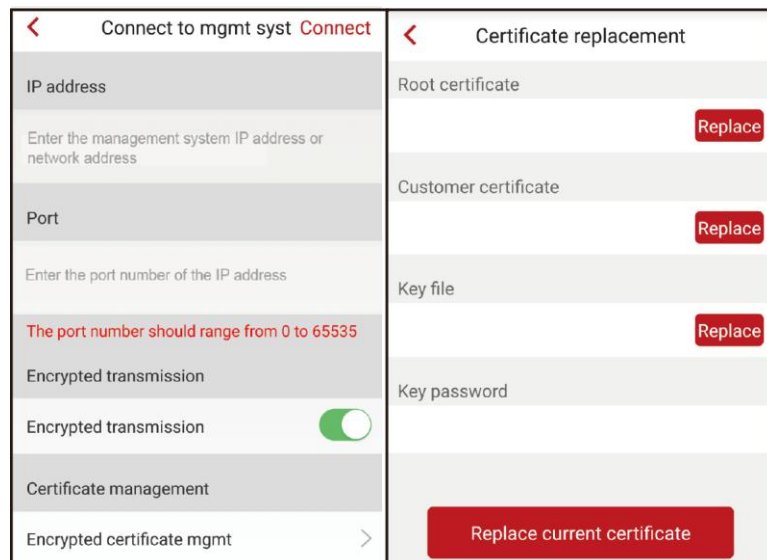 Connect to mgmt syst Connect
IP address
Enter the management system IP address or
network address
Port
Enter the port number of the IP address
The port number should range from 0 to 65535
Encrypted transmission
Encrypted transmission
Certificate management
Encrypted certificate mgmt
Certificate replacement
Root certificate
Replace
Customer certificate
Replace
Key file
Replace
Key password
Replace current certificate